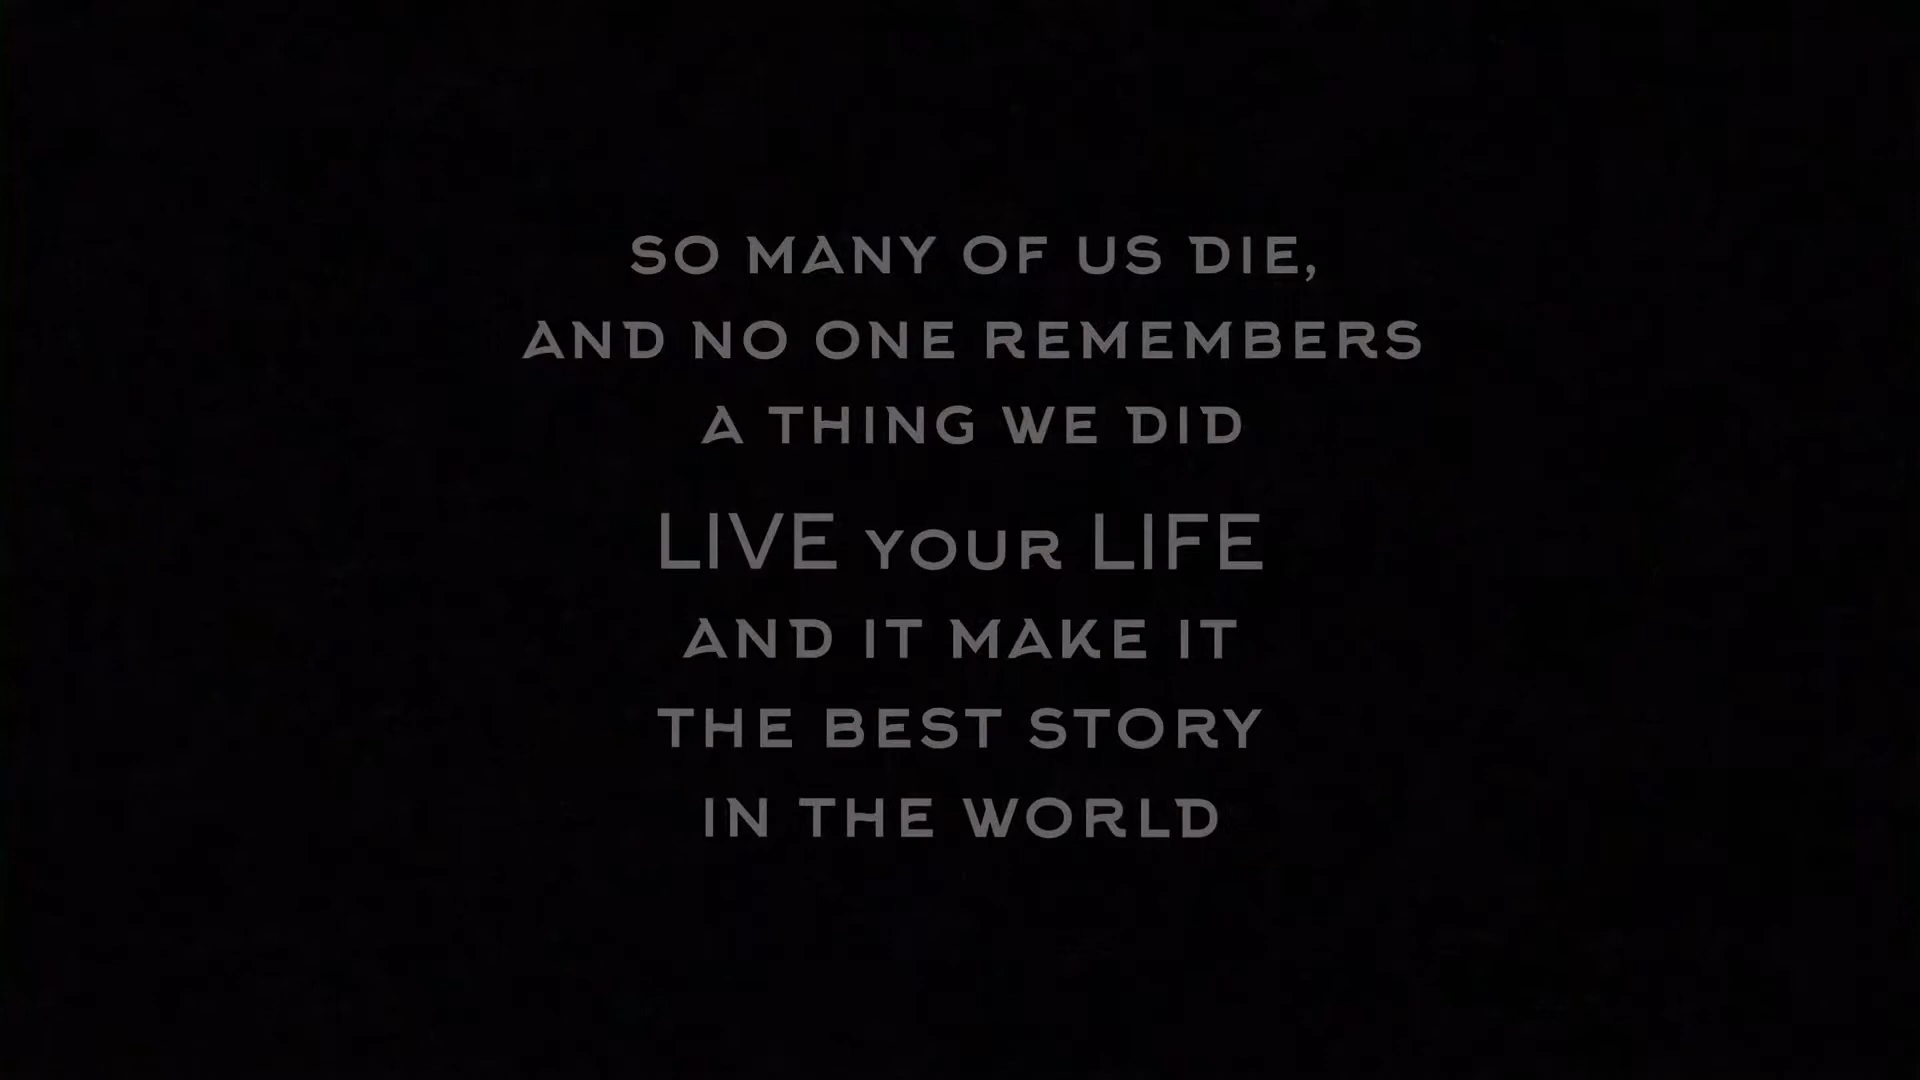 SO MANY OF US DIE,
AND NO ONE REMEMBERS
A THING WE DID
LIVE YOUR LIFE
AND IT MAKE IT
THE BEST STORY
IN THE WORLD